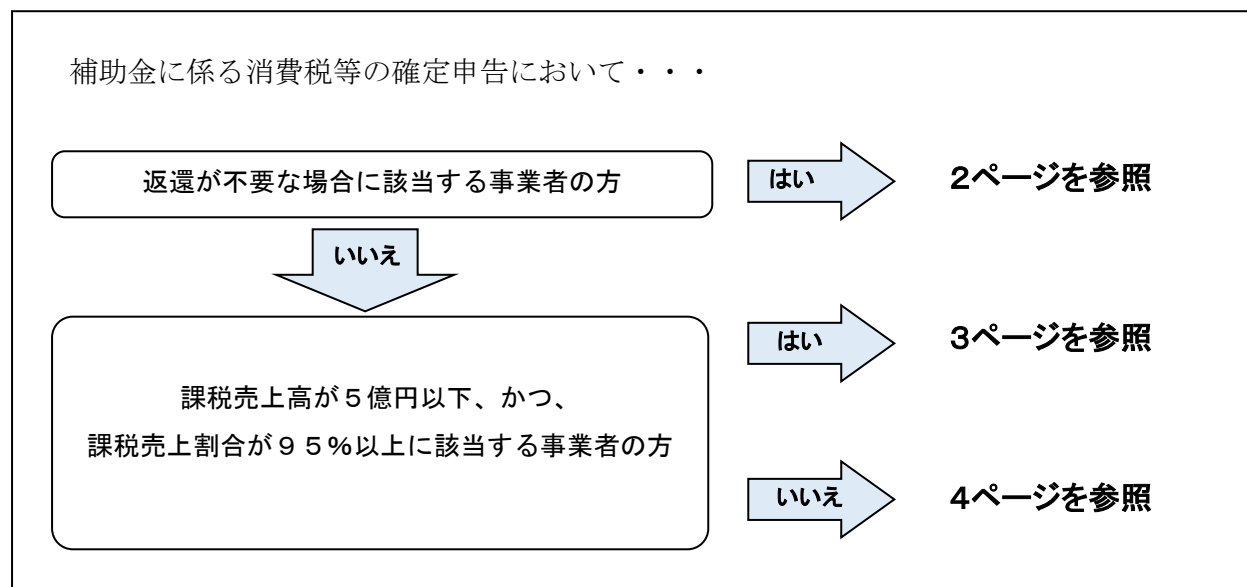 補助金に係る消費税等の確定申告において・・・
返還が不要な場合に該当する事業者の方
はい
2ページを参照
いいえ
課税売上高が5億円以下、かつ、
課税売上割合が95%以上に該当する事業者の方
はい
3ページを参照
いいえ
4ページを参照